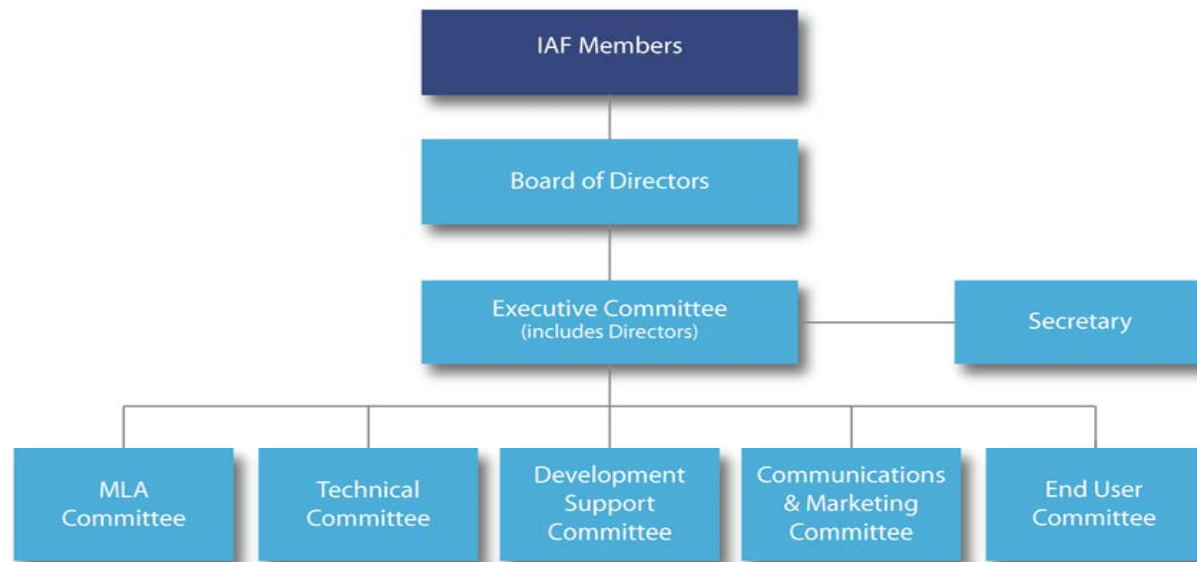 IAF Members
Board of Directors
Executive Committee
(includes Directors)
Secretary
MLA
Committee
Technical
Committee
Development
Support
Committee
Communications
& Marketing
Committee
End User
Committee